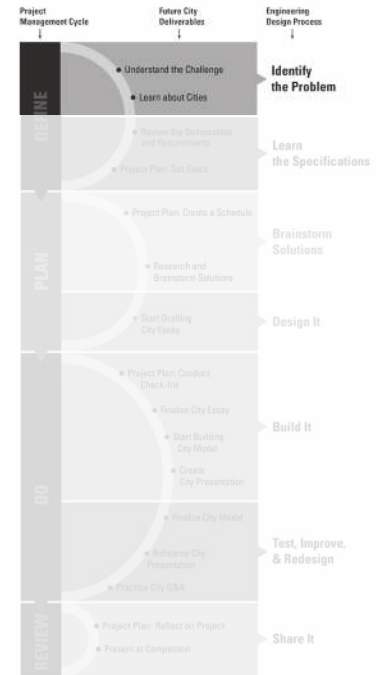 Project
Management Cycle
Future City
Deliverables
Engineering
Design Process
DEFINE
Understand the Challenge
Learn about Cities
Identify
the Problem
Review the Deliverables
and Requirements
Project Plan: Set Goals
Learn
the Specifications
PLAN
Project Plan: Create a Schedule
Research and
Brainstorm Solutions
Brainstorm
Solutions
Start Drafting
City Essay
Design It
DO
Project Plan: Conduct
Check-Ins
Finalize City Essay
Start Building
City Model
Create
City Presentation
Build It
Finalize City Model
Rehearse City
Presentation
Practice City Q&A
Test, Improve,
& Redesign
REVIEW
Project Plan: Reflect on Project
Present at Competition
Share It